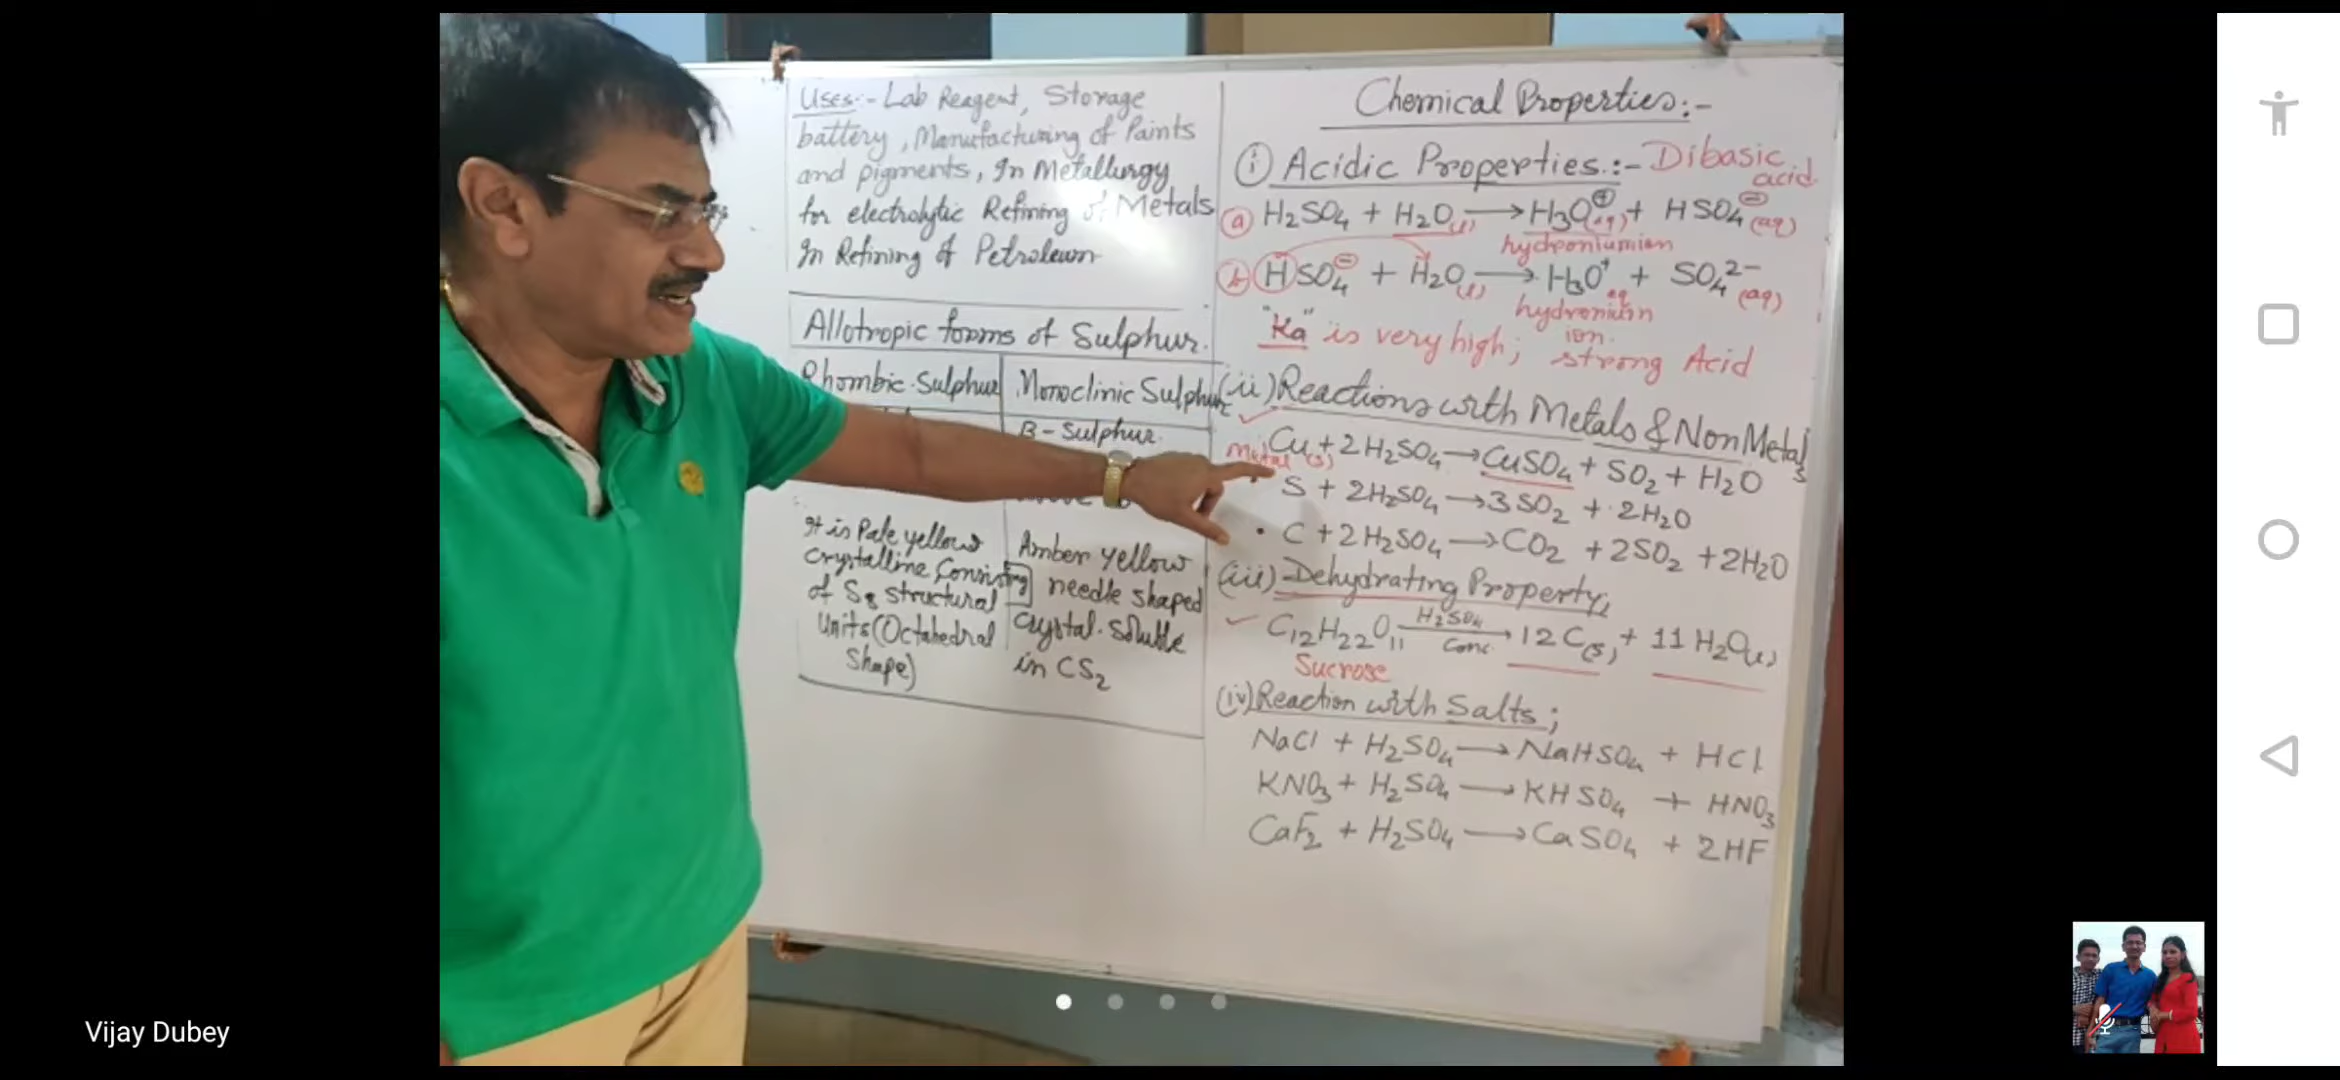 Uses:- Lab Reagent, Storage
battery, Manufacturing of Paints
and pigments, In Metallurgy
for electrolytic Refining of Metals
In Refining of Petroleum
Allotropic forms of Sulphur.
Rhombic Sulphur
It is Pale yellow
crystalline, Consisting
of S₈ structural
Units (Octahedral
Shape)
Monoclinic Sulphur
β-Sulphur.
Amber yellow
needle shaped
crystal. Soluble
in CS₂
Chemical Properties:-
(i) Acidic Properties:- Dibasic
acid.
(a) H₂SO₄ + H₂O(l) → H₃O⁺(aq) + HSO₄⁻(aq)
hydronium ion
(b) HSO₄⁻ + H₂O(l) → H₃O⁺aq + SO₄²⁻(aq)
hydronium
ion.
"Ka" is very high; strong Acid
(ii) Reactions with Metals & Non Metals
Metal Cu(s) + 2H₂SO₄ → CuSO₄ + SO₂ + H₂O
S + 2H₂SO₄ → 3SO₂ + 2H₂O
• C + 2H₂SO₄ → CO₂ + 2SO₂ + 2H₂O
(iii) Dehydrating Property;
✓ C₁₂H₂₂O₁₁ H₂SO₄ Conc. → 12C(s) + 11H₂O(l)
Sucrose
(iv) Reaction with Salts;
NaCl + H₂SO₄ → NaHSO₄ + HCl
KNO₃ + H₂SO₄ → KHSO₄ + HNO₃
CaF₂ + H₂SO₄ → CaSO₄ + 2HF
Vijay Dubey